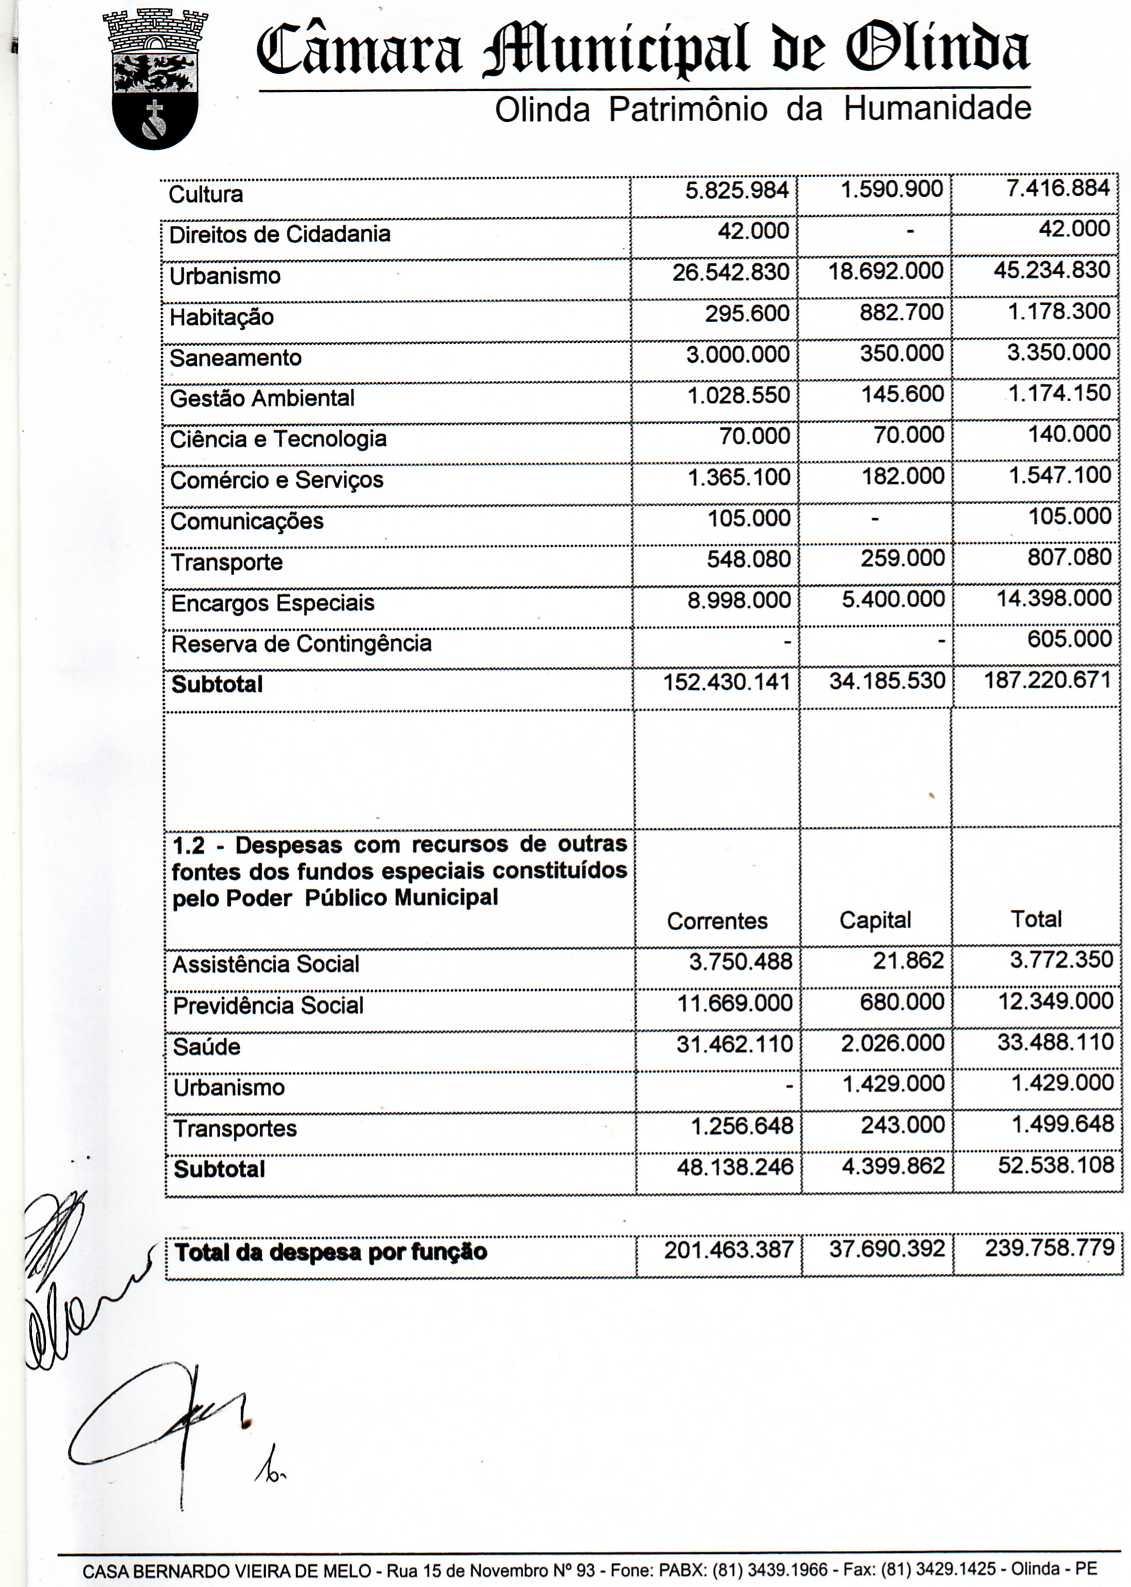 Câmara Municipal de Olinda
Olinda Patrimônio da Humanidade
Cultura 5.825.984 1.590.900 7.416.884
Direitos de Cidadania 42.000 - 42.000
Urbanismo 26.542.830 18.692.000 45.234.830
Habitação 295.600 882.700 1.178.300
Saneamento 3.000.000 350.000 3.350.000
Gestão Ambiental 1.028.550 145.600 1.174.150
Ciência e Tecnologia 70.000 70.000 140.000
Comércio e Serviços 1.365.100 182.000 1.547.100
Comunicações 105.000 - 105.000
Transporte 548.080 259.000 807.080
Encargos Especiais 8.998.000 5.400.000 14.398.000
Reserva de Contingência - - 605.000
Subtotal 152.430.141 34.185.530 187.220.671
1.2 - Despesas com recursos de outras
fontes dos fundos especiais constituídos
pelo Poder Público Municipal
Correntes Capital Total
Assistência Social 3.750.488 21.862 3.772.350
Previdência Social 11.669.000 680.000 12.349.000
Saúde 31.462.110 2.026.000 33.488.110
Urbanismo - 1.429.000 1.429.000
Transportes 1.256.648 243.000 1.499.648
Subtotal 48.138.246 4.399.862 52.538.108
Total da despesa por função 201.463.387 37.690.392 239.758.779
CASA BERNARDO VIEIRA DE MELO - Rua 15 de Novembro Nº 93 - Fone: PABX: (81) 3439.1966 - Fax: (81) 3429.1425 - Olinda - PE